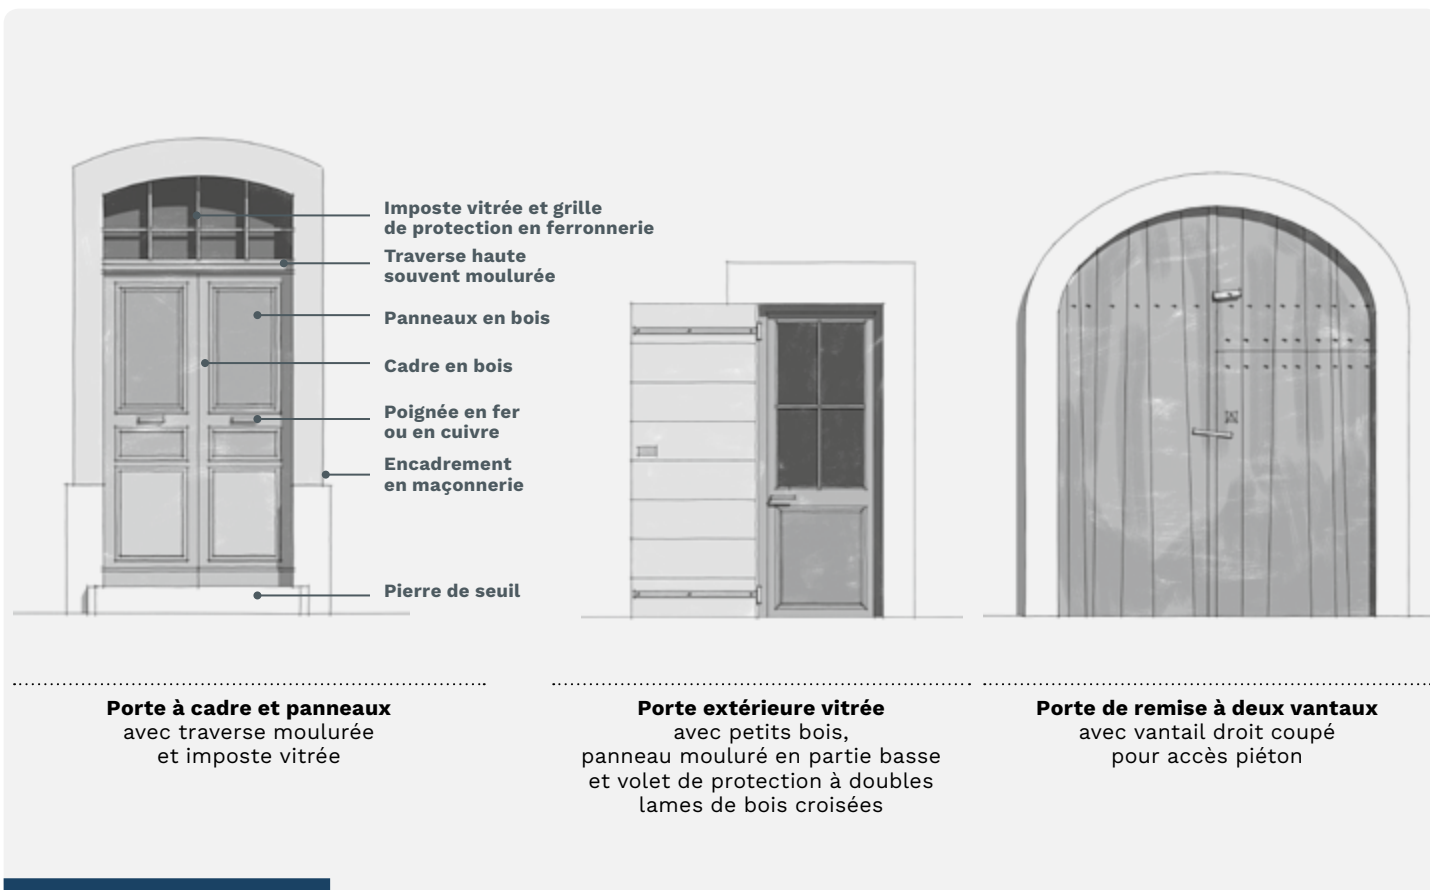 Imposte vitrée et grille
de protection en ferronnerie
Traverse haute
souvent moulurée
Panneaux en bois
Cadre en bois
Poignée en fer
ou en cuivre
Encadrement
en maçonnerie
Pierre de seuil
Porte à cadre et panneaux
avec traverse moulurée
et imposte vitrée
Porte extérieure vitrée
avec petits bois,
panneau mouluré en partie basse
et volet de protection à doubles
lames de bois croisées
Porte de remise à deux vantaux
avec vantail droit coupé
pour accès piéton